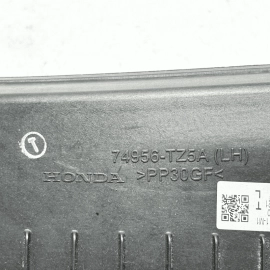 T
74956-TZ5A (LH)
HONDA >PP30GF<